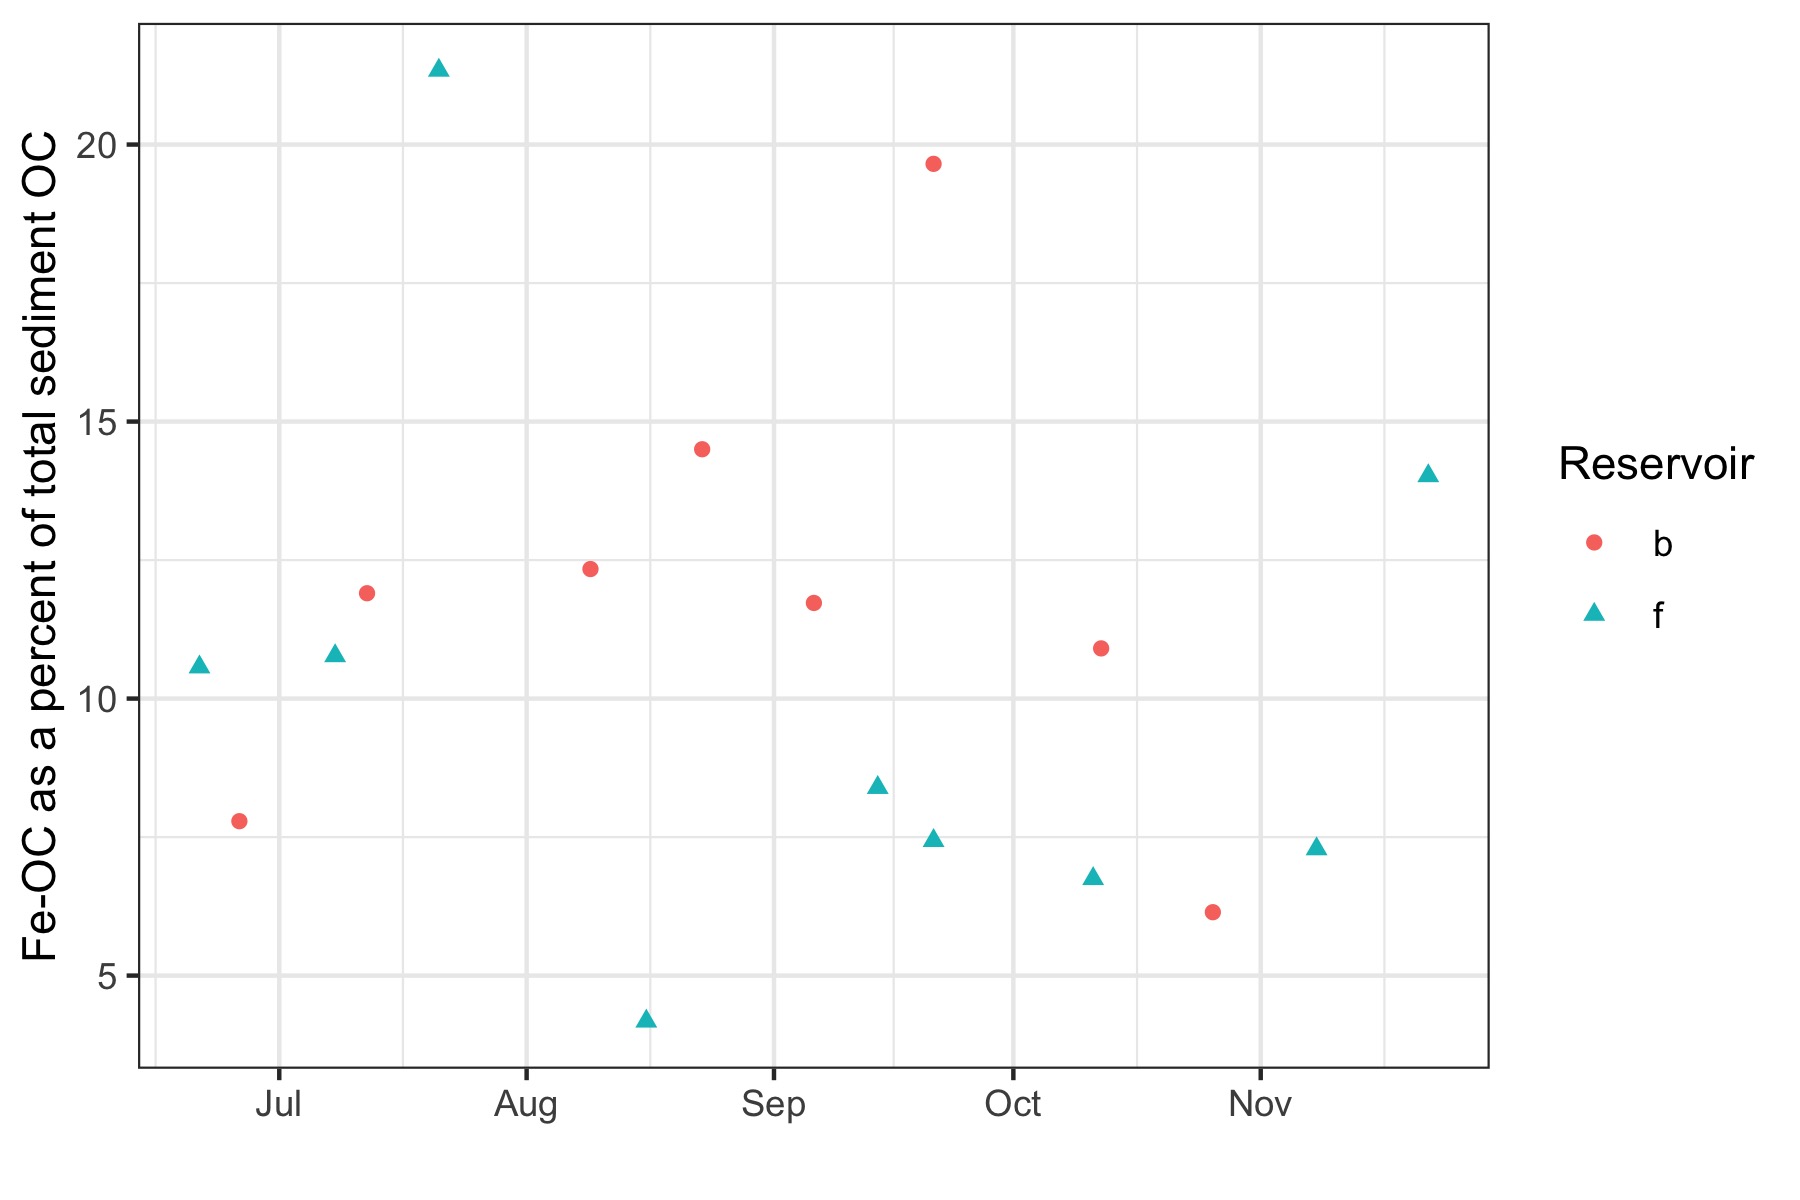 Fe-OC as a percent of total sediment OC
20
15
10
5
Jul Aug Sep Oct Nov
Reservoir
b
f